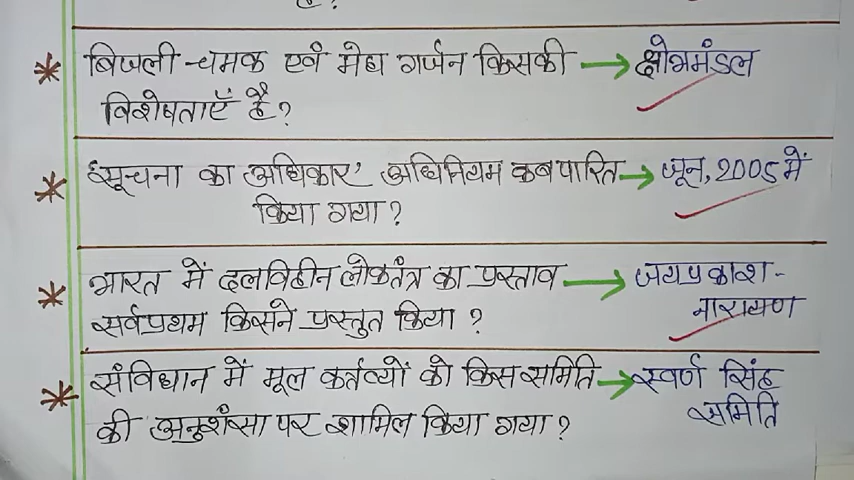 बिजली-चमक एवं मेघ गर्जन किसकी → क्षोभमंडल
विशेषताएँ है?
'सूचना का अधिकार' अधिनियम कब पारित → जून, 2005 में
किया गया?
भारत में दलविहीन लोकतंत्र का प्रस्ताव → जयप्रकाश-
सर्वप्रथम किसने प्रस्तुत किया? नारायण
संविधान में मूल कर्तव्यों को किस समिति → स्वर्ण सिंह
की अनुशंसा पर शामिल किया गया? समिति